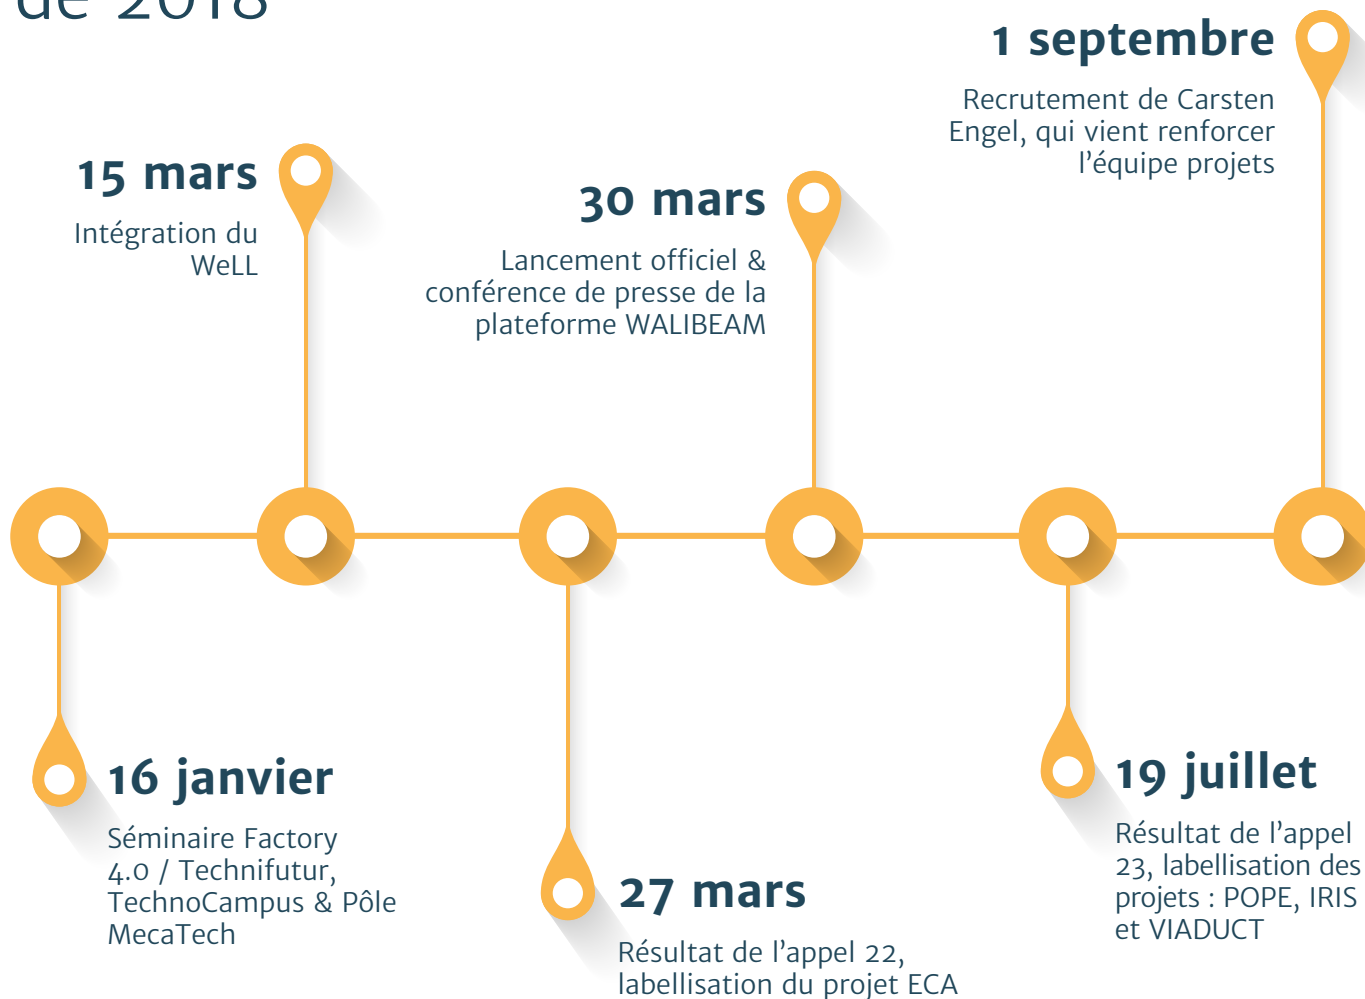 de 2018
1 septembre
Recrutement de Carsten
Engel, qui vient renforcer
l’équipe projets
15 mars
Intégration du
WeLL
30 mars
Lancement officiel &
conférence de presse de la
plateforme WALIBEAM
16 janvier
Séminaire Factory
4.0 / Technifutur,
TechnoCampus & Pôle
MecaTech
27 mars
Résultat de l’appel 22,
labellisation du projet ECA
19 juillet
Résultat de l’appel
23, labellisation des
projets : POPE, IRIS
et VIADUCT